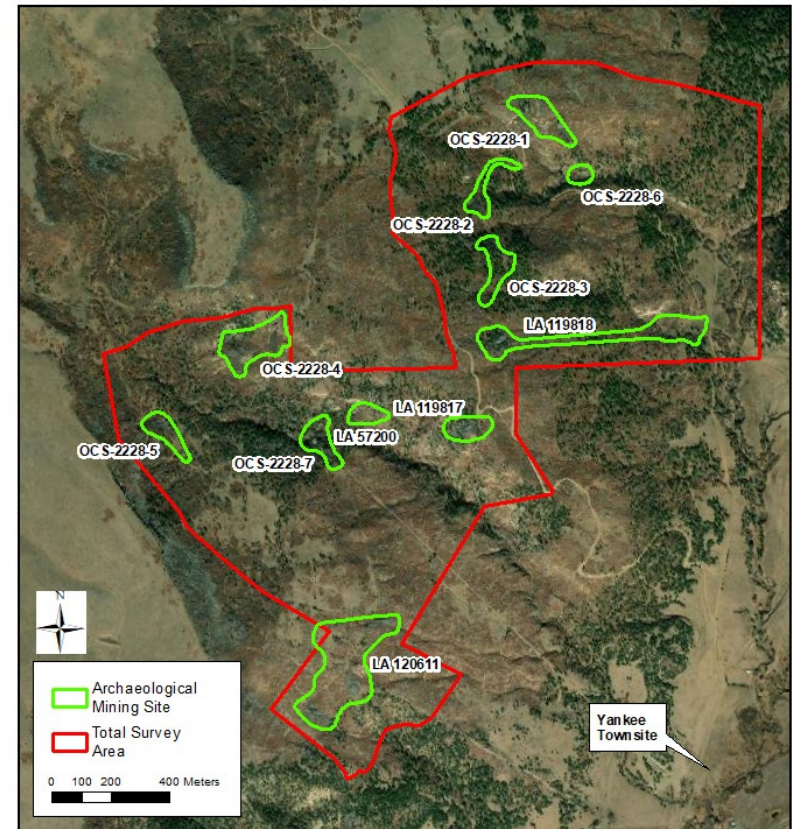 OCS-2228-1
OCS-2228-6
OCS-2228-2
OCS-2228-3
LA 119818
OCS-2228-4
LA 119817
LA 57200
OCS-2228-5
OCS-2228-7
LA 120611
N
Archaeological
Mining Site
Total Survey
Area
0 100 200 400 Meters
Yankee
Townsite